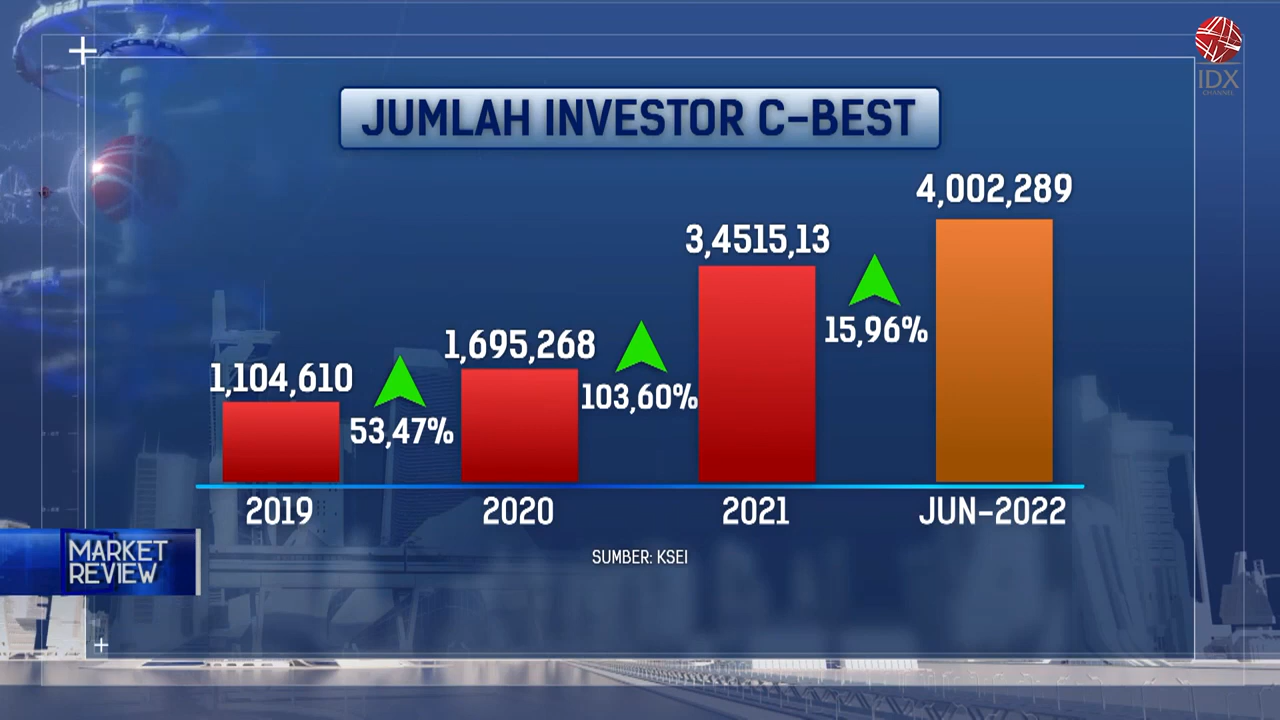 IDX
CHANNEL
JUMLAH INVESTOR C-BEST
4,002,289
3,4515,13
15,96%
1,695,268
103,60%
1,104,610
53,47%
2019
2020
2021
JUN-2022
SUMBER: KSEI
MARKET
REVIEW